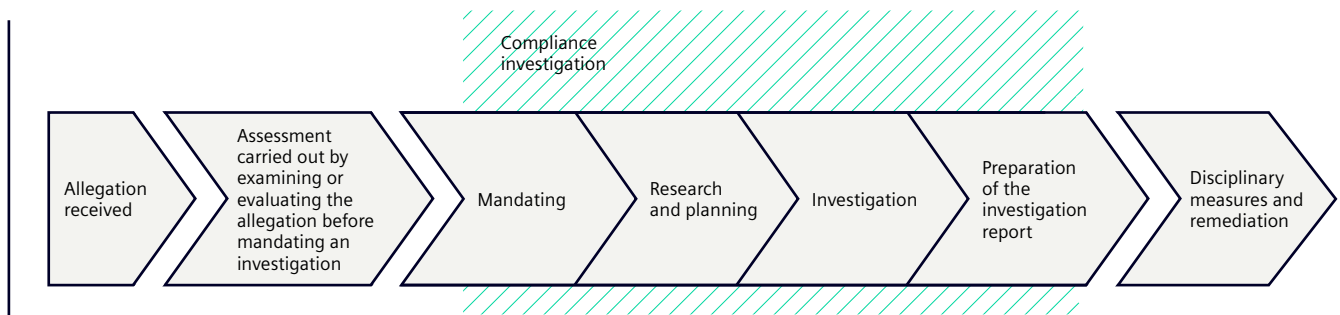 Compliance
investigation
Allegation
received
Assessment
carried out by
examining or
evaluating the
allegation before
mandating an
investigation
Mandating
Research
and planning
Investigation
Preparation
of the
investigation
report
Disciplinary
measures and
remediation